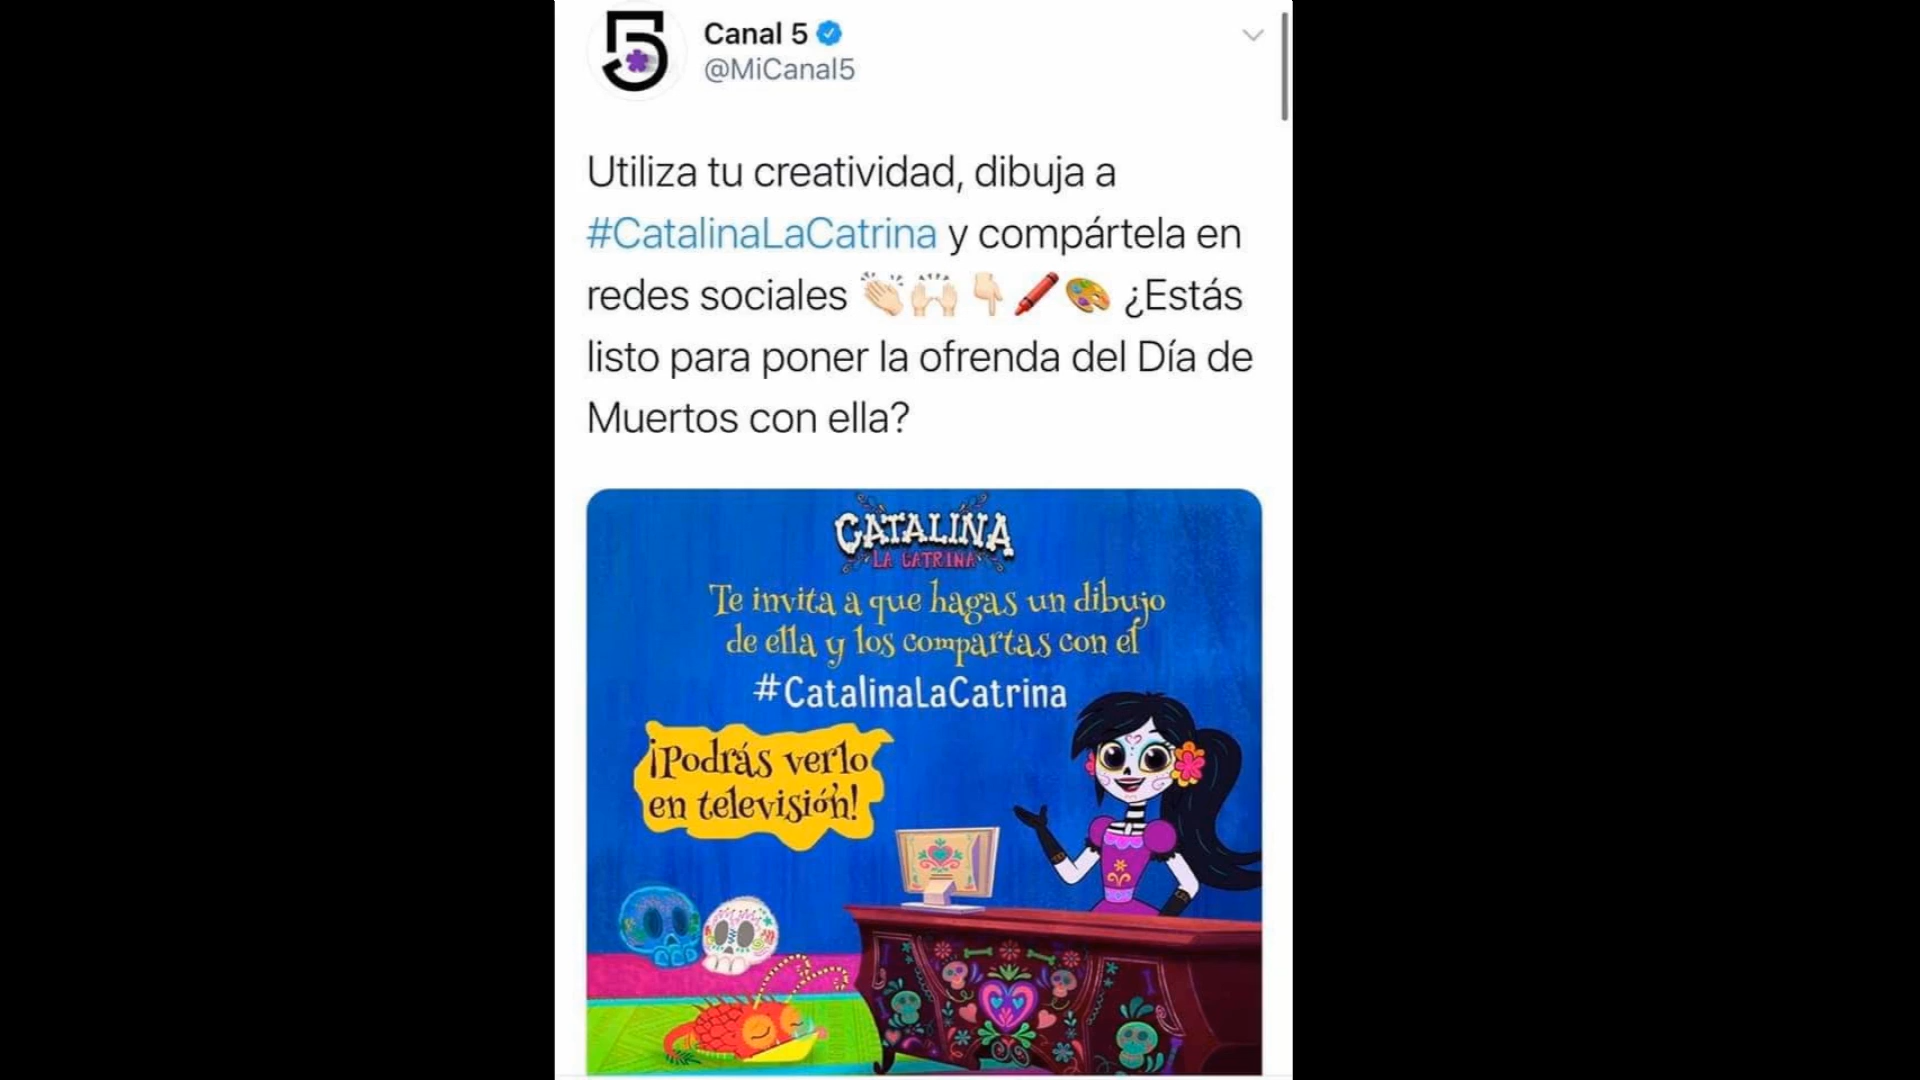 5
Canal 5
@MiCanal5
Utiliza tu creatividad, dibuja a
#CatalinaLaCatrina y compártela en
redes sociales 👏🏻🙌🏻👇🏻🖍️🎨 ¿Estás
listo para poner la ofrenda del Día de
Muertos con ella?
CATALINA
LA CATRINA
Te invita a que hagas un dibujo
de ella y los compartas con el
#CatalinaLaCatrina
¡Podrás verlo
en televisión!